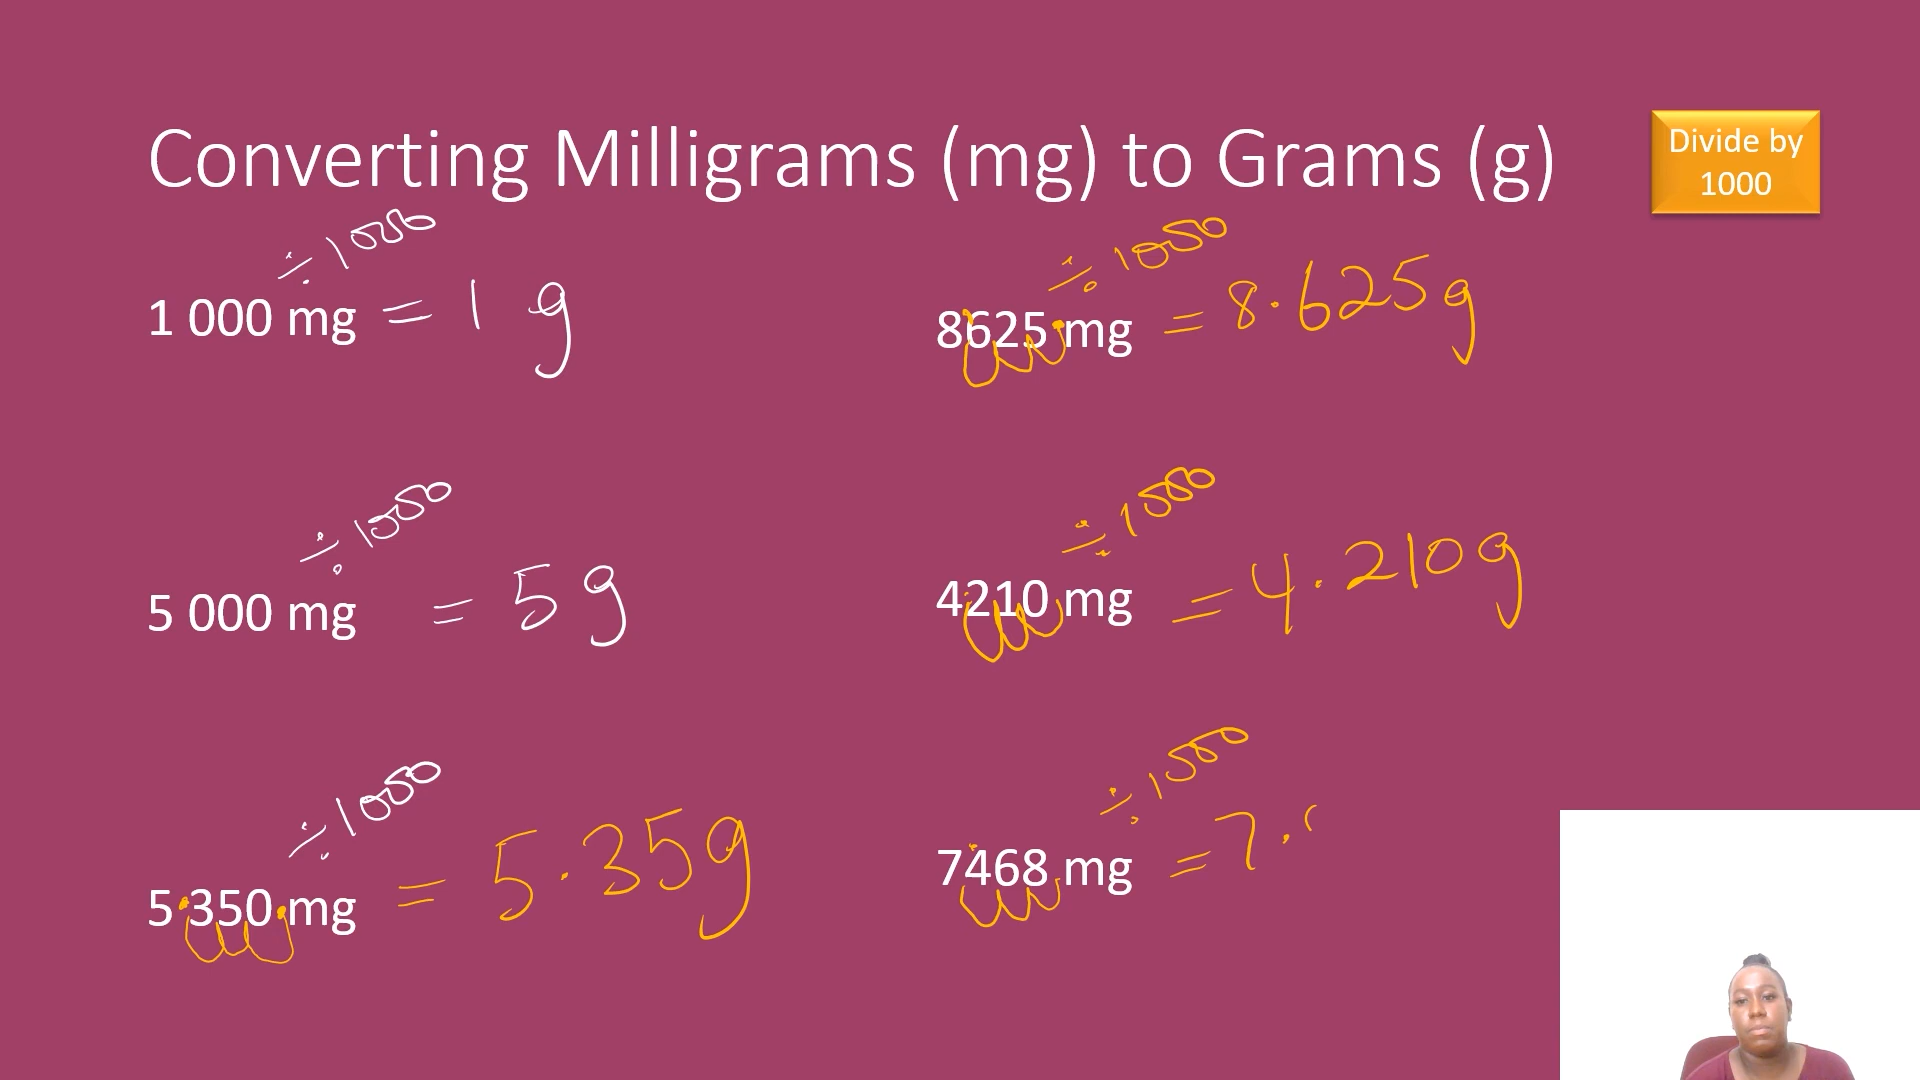 Converting Milligrams (mg) to Grams (g)
Divide by
1000
÷1000
1 000 mg = 1 g
÷1000
5 000 mg = 5g
÷1000
5 350 mg = 5.35g
÷1000
8625 mg = 8.625g
÷1000
4210 mg = 4.210g
÷1000
7468 mg = 7.